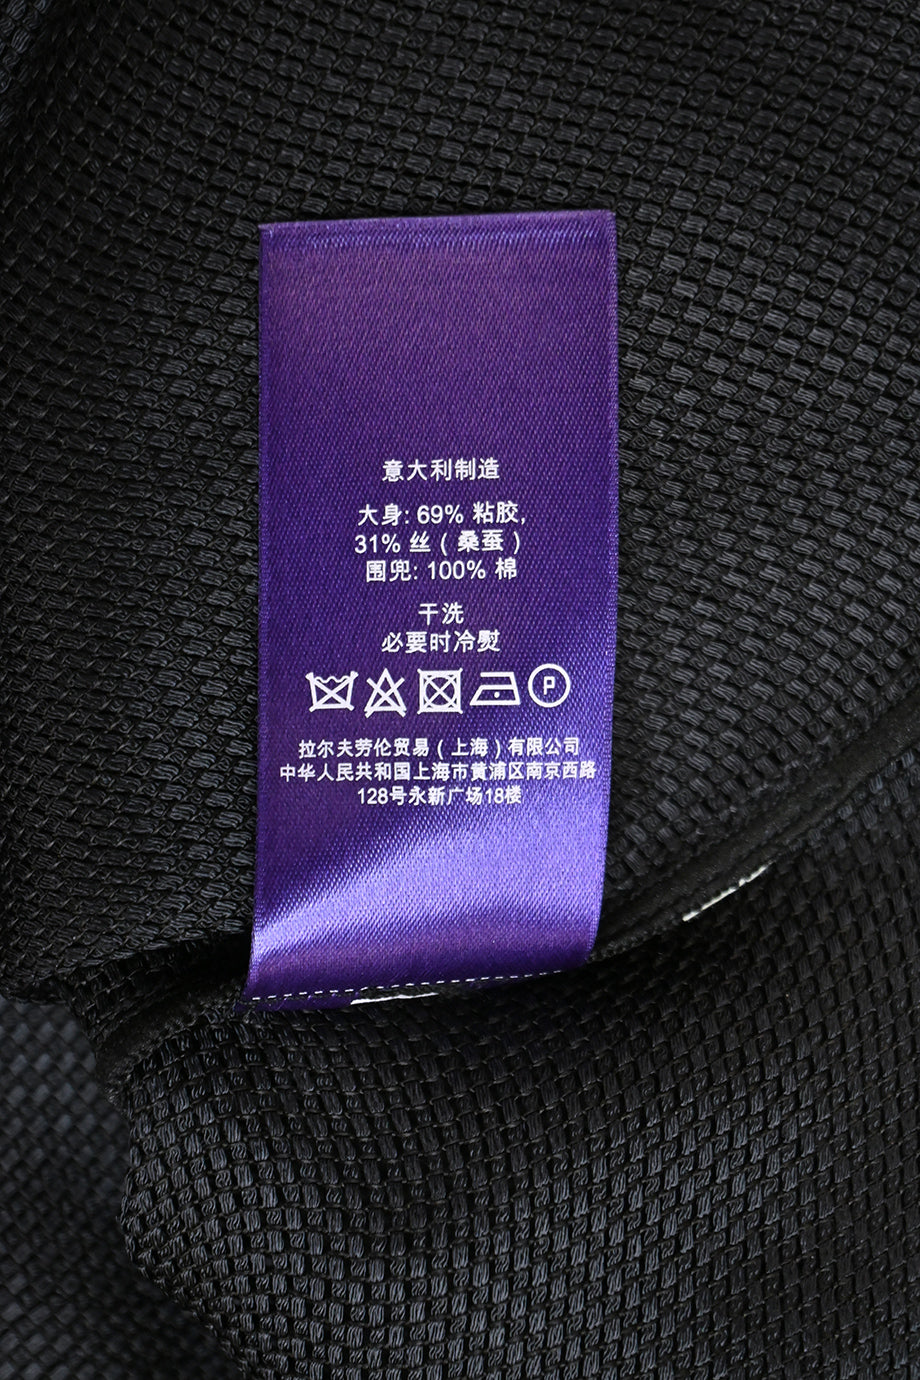 意大利制造
大身: 69% 粘胶,
31% 丝 ( 桑蚕 )
围兜: 100% 棉
干洗
必要时冷熨
P
拉尔夫劳伦贸易 ( 上海 ) 有限公司
中华人民共和国上海市黄浦区南京西路
128号永新广场18楼